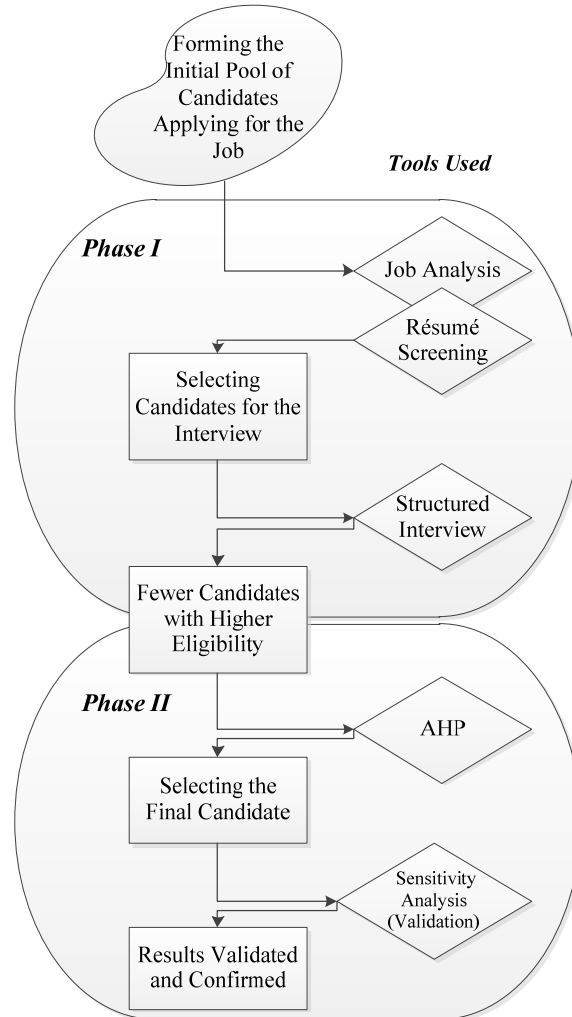 Forming the
Initial Pool of
Candidates
Applying for the
Job
Tools Used
Phase I
Job Analysis
Résumé
Screening
Selecting
Candidates for the
Interview
Structured
Interview
Fewer Candidates
with Higher
Eligibility
Phase II
AHP
Selecting the
Final Candidate
Sensitivity
Analysis
(Validation)
Results Validated
and Confirmed